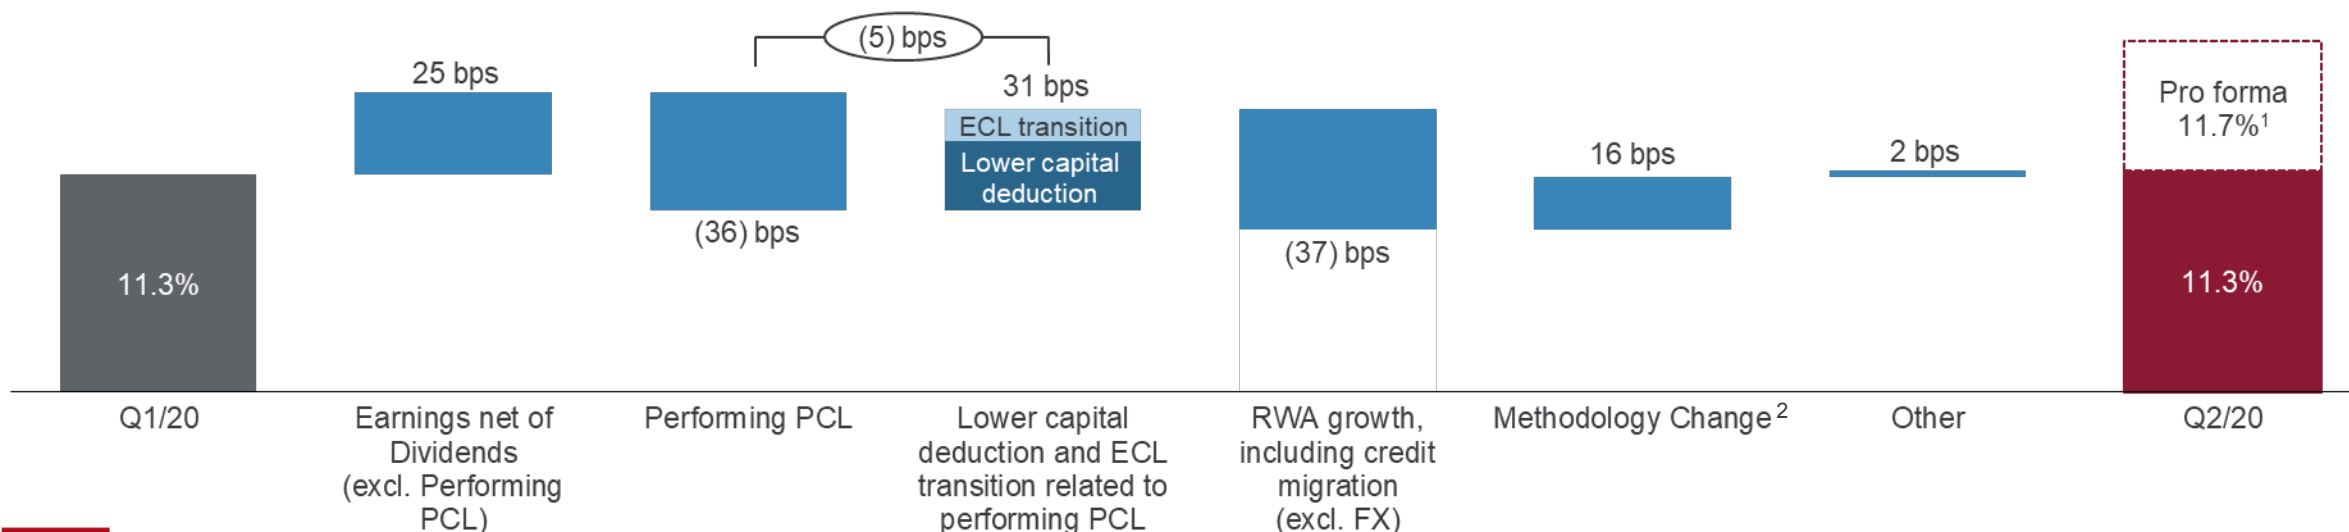 (5) bps
25 bps
31 bps
ECL transition
Lower capital
deduction
(36) bps
(37) bps
16 bps
2 bps
Pro forma
11.7%¹
11.3%
11.3%
Q1/20
Earnings net of
Dividends
(excl. Performing
PCL)
Performing PCL
Lower capital
deduction and ECL
transition related to
performing PCL
RWA growth,
including credit
migration
(excl. FX)
Methodology Change ²
Other
Q2/20